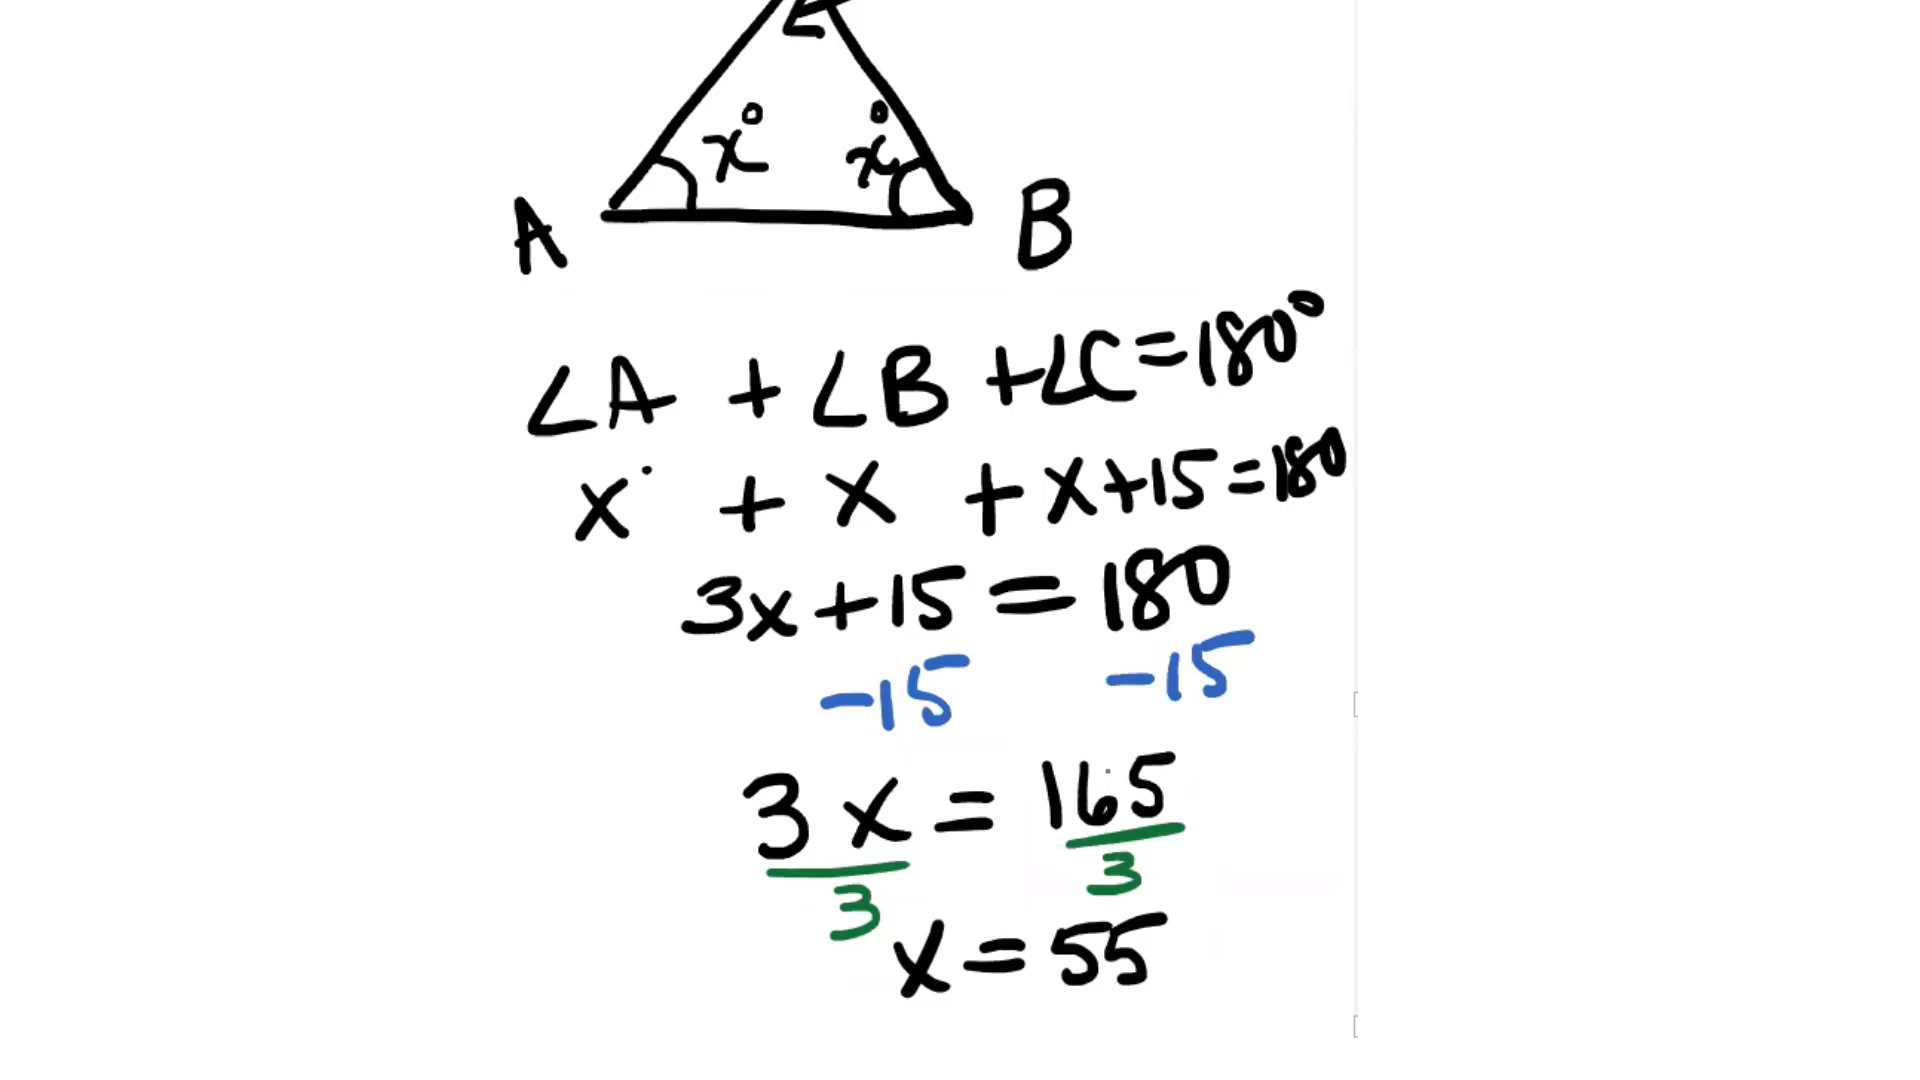 x° x°
A B
∠A + ∠B + ∠C = 180°
x + x + x + 15 = 180
3x + 15 = 180
-15 -15
3x = 165
3 3
x = 55